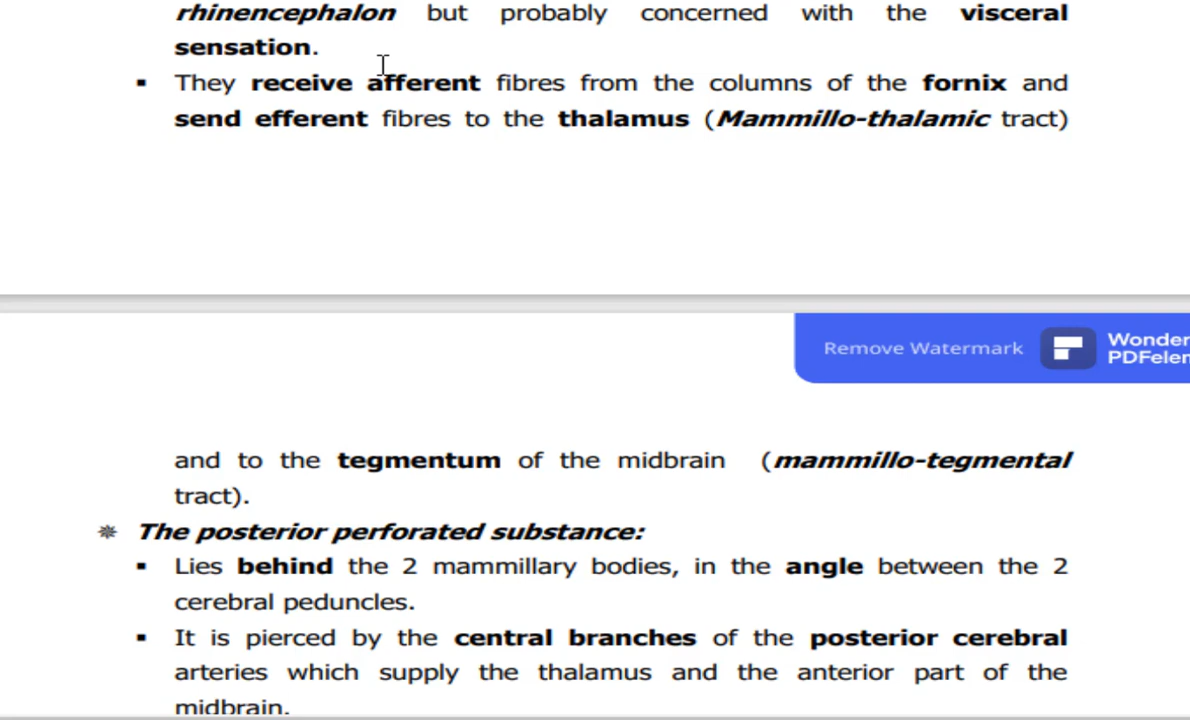 rhinencephalon but probably concerned with the visceral
sensation.
▪ They receive afferent fibres from the columns of the fornix and
send efferent fibres to the thalamus (Mammillo-thalamic tract)
Remove Watermark
Wonder
PDFelen
and to the tegmentum of the midbrain (mammillo-tegmental
tract).
✵ The posterior perforated substance:
▪ Lies behind the 2 mammillary bodies, in the angle between the 2
cerebral peduncles.
▪ It is pierced by the central branches of the posterior cerebral
arteries which supply the thalamus and the anterior part of the
midbrain.